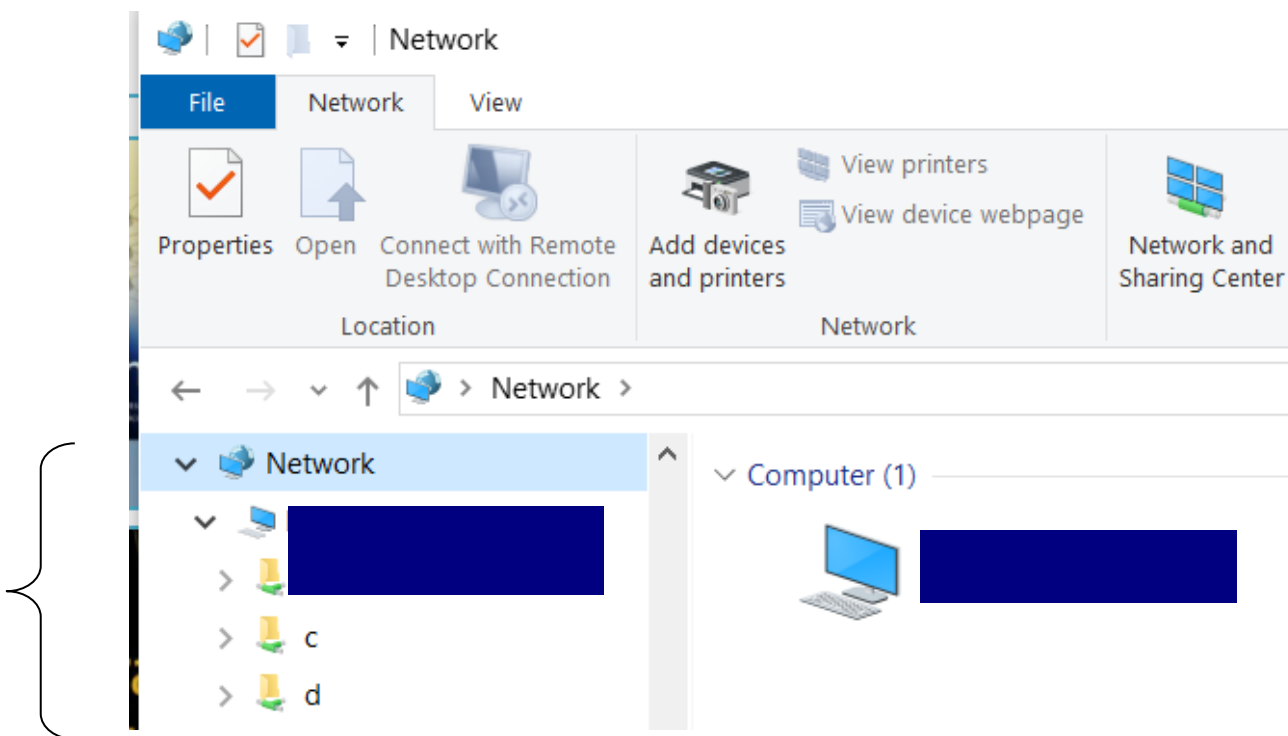 Network
File Network View
View printers
View device webpage
Properties Open Connect with Remote Desktop Connection Add devices and printers Network and Sharing Center
Location Network
Network
Network
Computer (1)
c
d